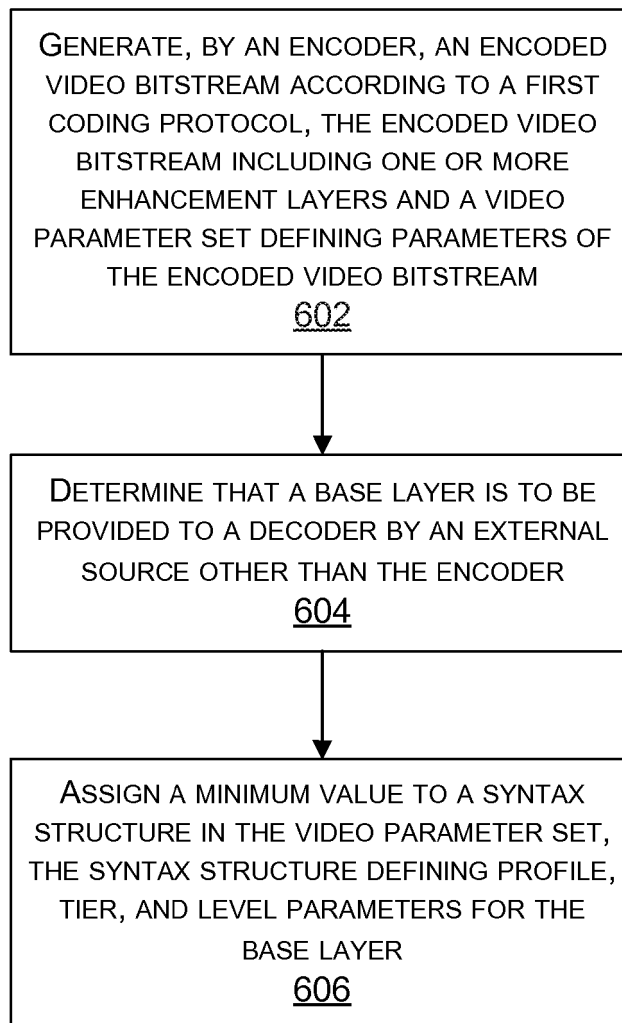 GENERATE, BY AN ENCODER, AN ENCODED
VIDEO BITSTREAM ACCORDING TO A FIRST
CODING PROTOCOL, THE ENCODED VIDEO
BITSTREAM INCLUDING ONE OR MORE
ENHANCEMENT LAYERS AND A VIDEO
PARAMETER SET DEFINING PARAMETERS OF
THE ENCODED VIDEO BITSTREAM
602
DETERMINE THAT A BASE LAYER IS TO BE
PROVIDED TO A DECODER BY AN EXTERNAL
SOURCE OTHER THAN THE ENCODER
604
ASSIGN A MINIMUM VALUE TO A SYNTAX
STRUCTURE IN THE VIDEO PARAMETER SET,
THE SYNTAX STRUCTURE DEFINING PROFILE,
TIER, AND LEVEL PARAMETERS FOR THE
BASE LAYER
606